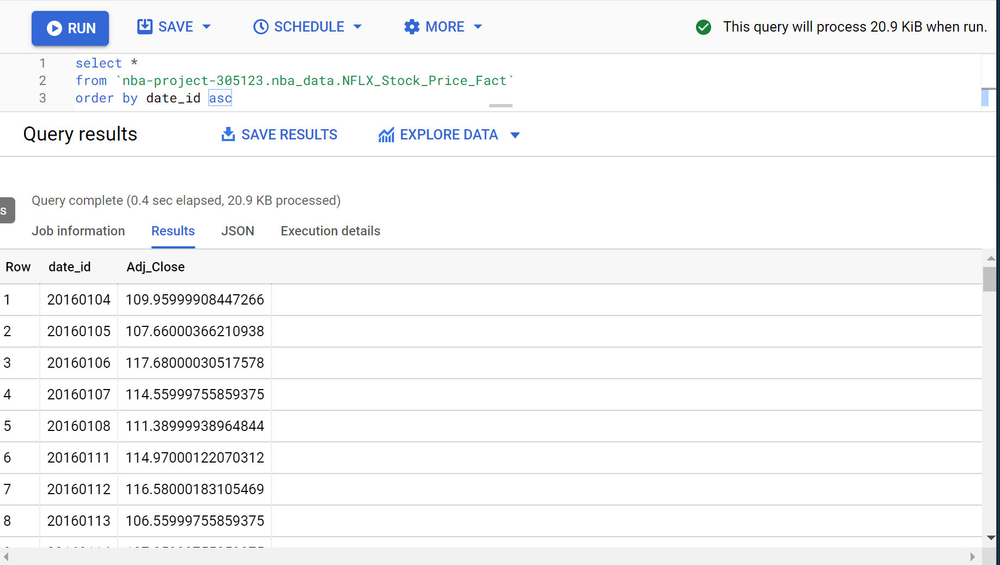 RUN SAVE SCHEDULE MORE This query will process 20.9 KiB when run.
1 select *
2 from `nba-project-305123.nba_data.NFLX_Stock_Price_Fact`
3 order by date_id asc
Query results SAVE RESULTS EXPLORE DATA
Query complete (0.4 sec elapsed, 20.9 KB processed)
s
Job information Results JSON Execution details
Row date_id Adj_Close
1 20160104 109.95999908447266
2 20160105 107.66000366210938
3 20160106 117.68000030517578
4 20160107 114.55999755859375
5 20160108 111.38999938964844
6 20160111 114.97000122070312
7 20160112 116.58000183105469
8 20160113 106.55999755859375